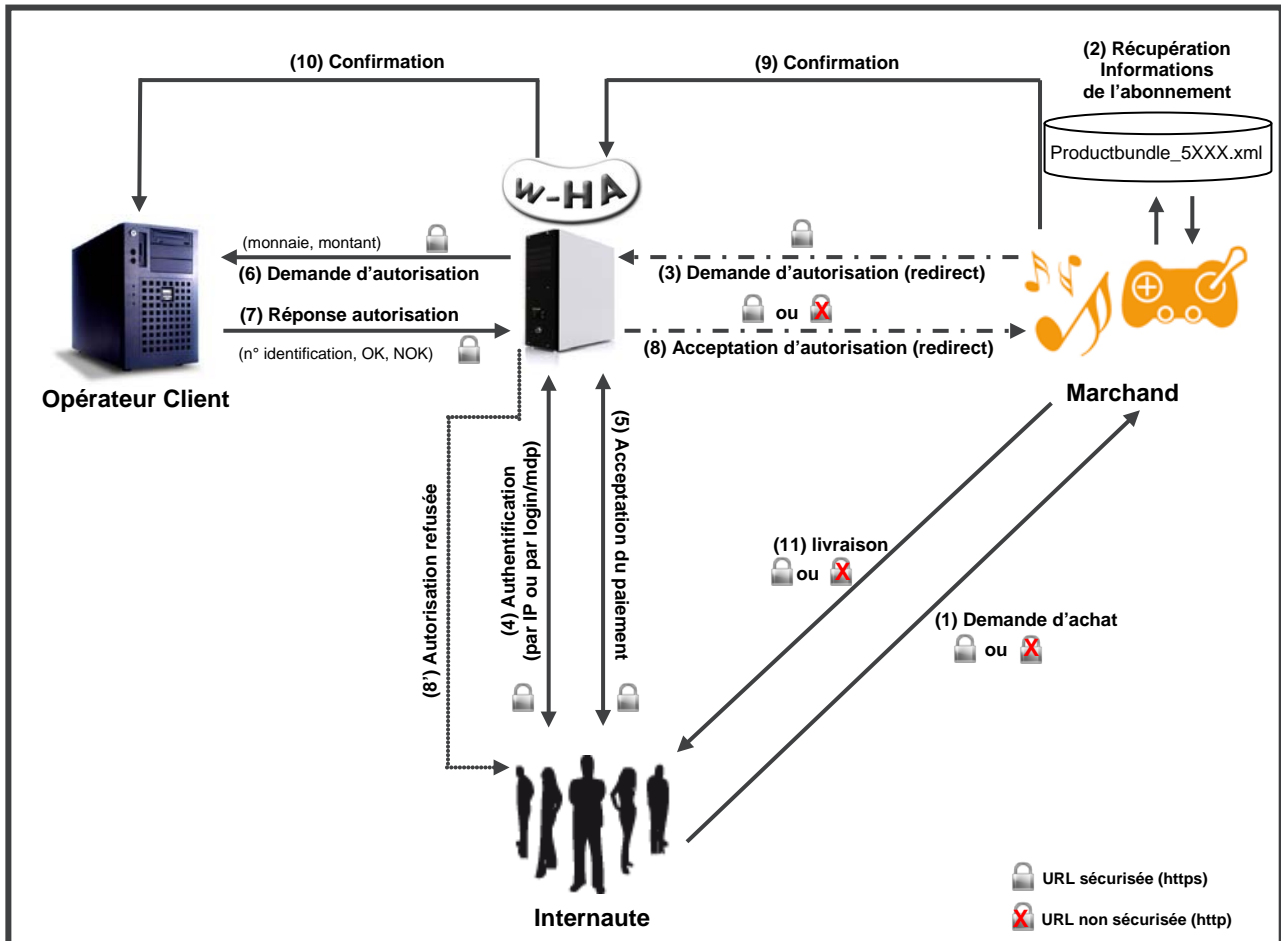 (10) Confirmation
(9) Confirmation
(2) Récupération
Informations
de l'abonnement
Productbundle_5XXX.xml
w-HA
(monnaie, montant)
(6) Demande d'autorisation
(3) Demande d'autorisation (redirect)
(7) Réponse autorisation
ou
X
(n° identification, OK, NOK)
(8) Acceptation d'autorisation (redirect)
Opérateur Client
Marchand
(8') Autorisation refusée
(4) Authentification
(par IP ou par login/mdp)
(5) Acceptation du paiement
(11) livraison
ou
X
(1) Demande d'achat
ou
X
Internaute
URL sécurisée (https)
X
URL non sécurisée (http)